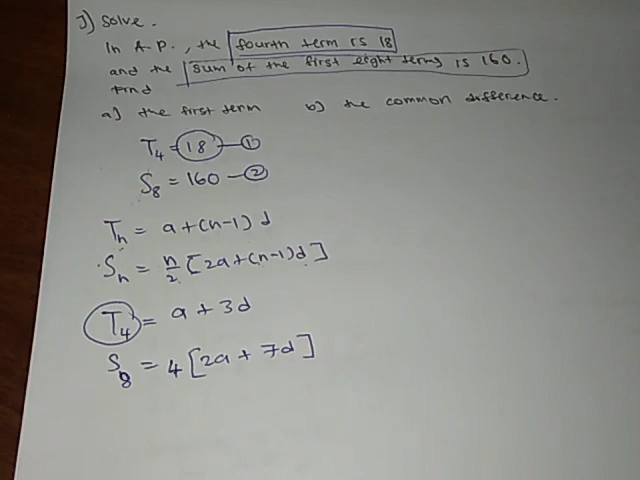 J) solve.
In A.P., the fourth term is 18
and the sum of the first eight terms is 160.
find
a) the first term b) the common difference.
T₄ = 18 — ①
S₈ = 160 — ②
Tₙ = a+(n-1)d
Sₙ = n/2 [2a+(n-1)d]
T₄ = a + 3d
S₈ = 4[2a + 7d]